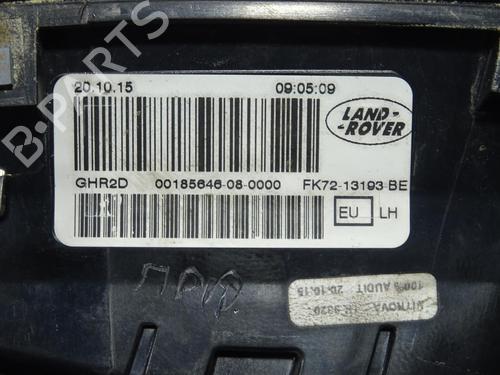 20.10.15 09:05:09
LAND-
-ROVER
GHR2D 00185646-08-0000 FK72-13193 BE
EU LH
100% AUDIT 20.10.15
B-PARTS